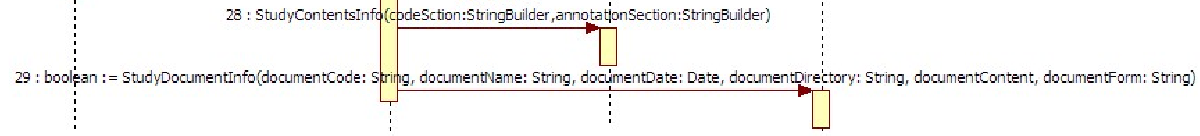 28 : StudyContentsInfo(codeSction:StringBuilder,annotationSection:StringBuilder)
29 : boolean := StudyDocumentInfo(documentCode: String, documentName: String, documentDate: Date, documentDirectory: String, documentContent, documentForm: String)